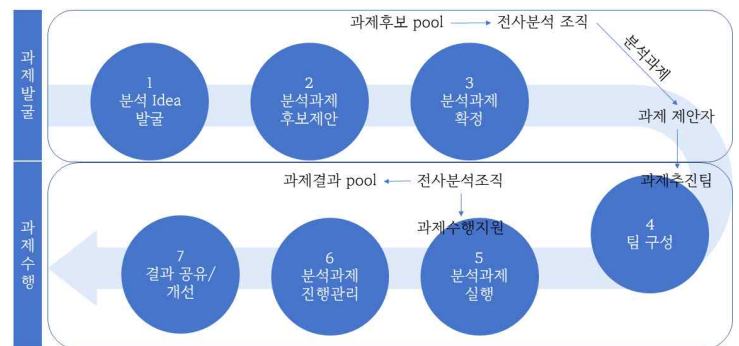 과제발굴
과제후보 pool
전사분석 조직
분석과제
과제 제안자
과제추진팀
1
분석 Idea
발굴
2
분석과제
후보제안
3
분석과제
확정
과제수행
과제결과 pool
전사분석조직
과제수행지원
4
팀 구성
5
분석과제
실행
6
분석과제
진행관리
7
결과 공유/
개선